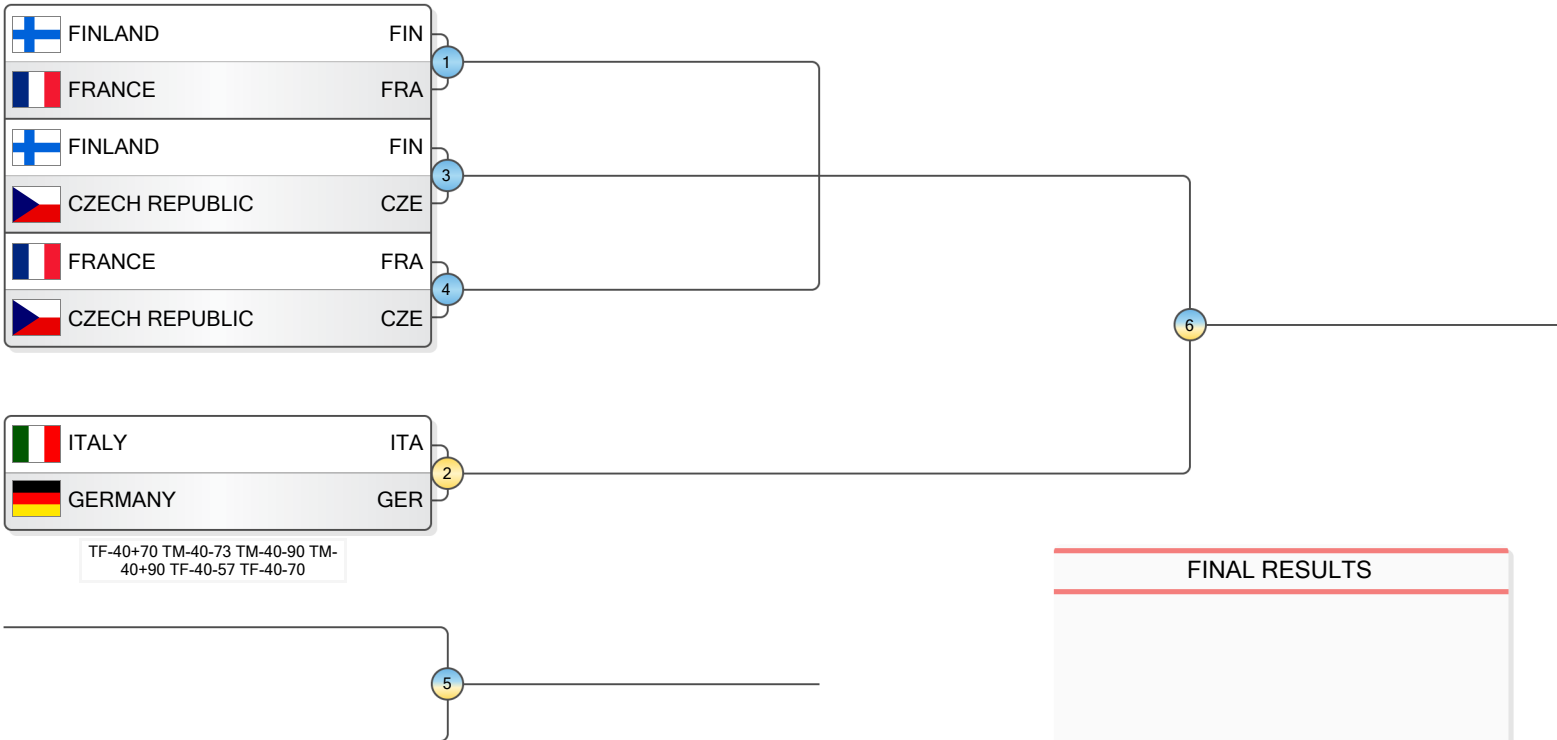 FINLAND FIN
1
FRANCE FRA
FINLAND FIN
3
CZECH REPUBLIC CZE
FRANCE FRA
4
CZECH REPUBLIC CZE
6
ITALY ITA
2
GERMANY GER
TF-40+70 TM-40-73 TM-40-90 TM-
40+90 TF-40-57 TF-40-70
FINAL RESULTS
5